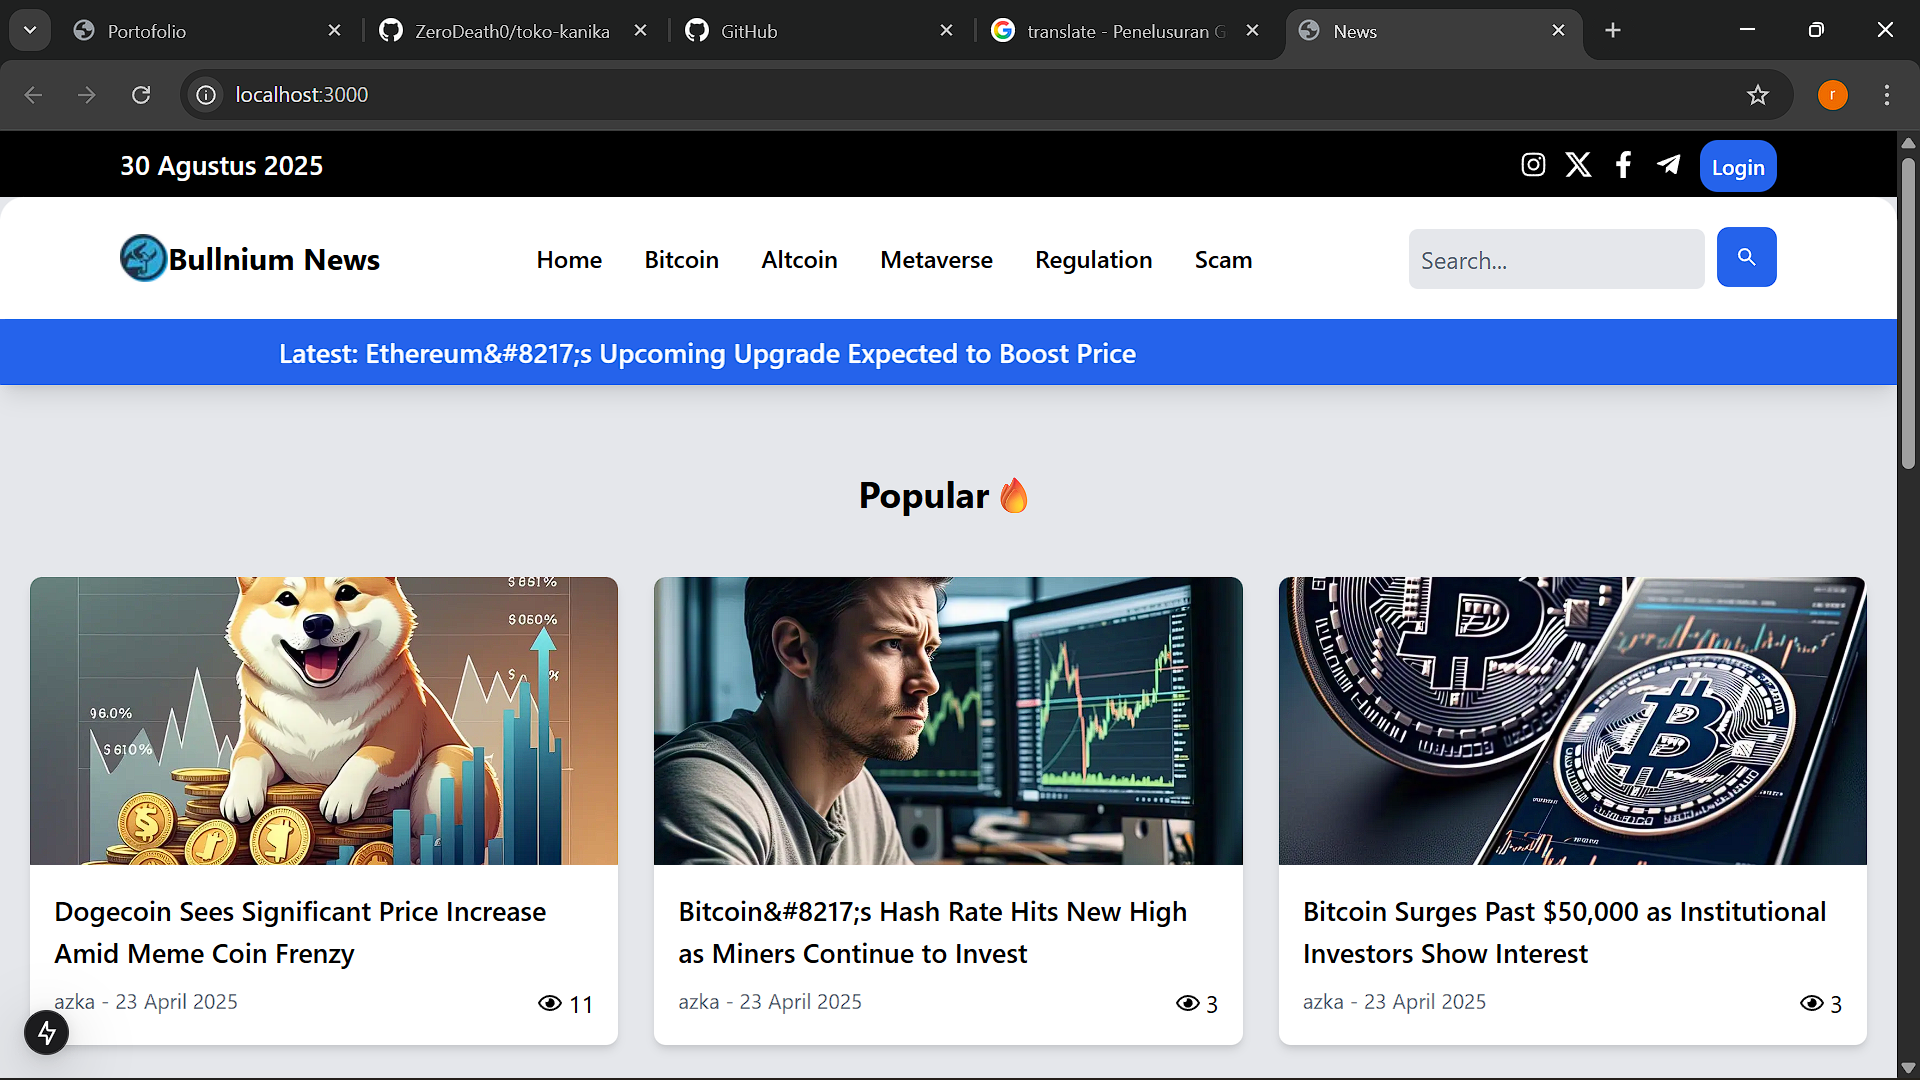 Portofolio
ZeroDeath0/toko-kanika
GitHub
translate - Penelusuran G
News
localhost:3000
r
30 Agustus 2025
Login
Bullnium News
Home
Bitcoin
Altcoin
Metaverse
Regulation
Scam
Search...
Latest: Ethereum&#8217;s Upcoming Upgrade Expected to Boost Price
Popular 🔥
96.0%
$610%
$060%
Dogecoin Sees Significant Price Increase
Amid Meme Coin Frenzy
azka - 23 April 2025
11
Bitcoin&#8217;s Hash Rate Hits New High
as Miners Continue to Invest
azka - 23 April 2025
3
Bitcoin Surges Past $50,000 as Institutional
Investors Show Interest
azka - 23 April 2025
3